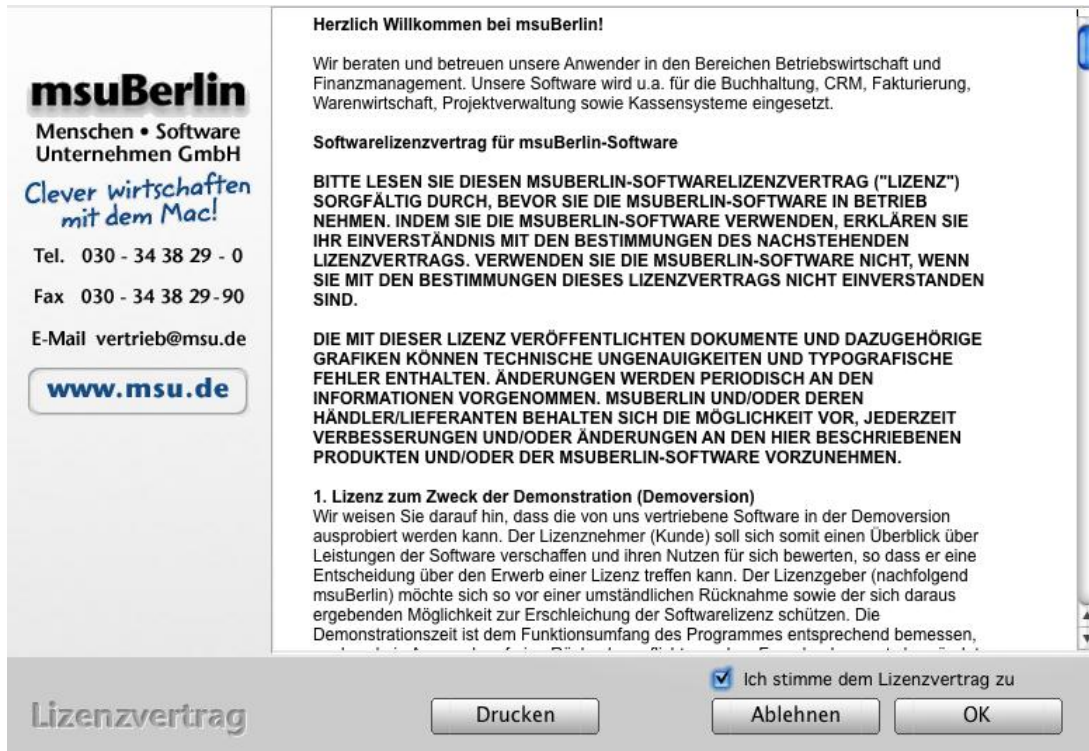 msuBerlin
Menschen • Software
Unternehmen GmbH
Clever wirtschaften
mit dem Mac!
Tel. 030 - 34 38 29 - 0
Fax 030 - 34 38 29-90
E-Mail vertrieb@msu.de
www.msu.de
Herzlich Willkommen bei msuBerlin!
Wir beraten und betreuen unsere Anwender in den Bereichen Betriebswirtschaft und
Finanzmanagement. Unsere Software wird u.a. für die Buchhaltung, CRM, Fakturierung,
Warenwirtschaft, Projektverwaltung sowie Kassensysteme eingesetzt.
Softwarelizenzvertrag für msuBerlin-Software
BITTE LESEN SIE DIESEN MSUBERLIN-SOFTWARELIZENZVERTRAG ("LIZENZ")
SORGFÄLTIG DURCH, BEVOR SIE DIE MSUBERLIN-SOFTWARE IN BETRIEB
NEHMEN. INDEM SIE DIE MSUBERLIN-SOFTWARE VERWENDEN, ERKLÄREN SIE
IHR EINVERSTÄNDNIS MIT DEN BESTIMMUNGEN DES NACHSTEHENDEN
LIZENZVERTRAGS. VERWENDEN SIE DIE MSUBERLIN-SOFTWARE NICHT, WENN
SIE MIT DEN BESTIMMUNGEN DIESES LIZENZVERTRAGS NICHT EINVERSTANDEN
SIND.
DIE MIT DIESER LIZENZ VERÖFFENTLICHTEN DOKUMENTE UND DAZUGEHÖRIGE
GRAFIKEN KÖNNEN TECHNISCHE UNGENAUIGKEITEN UND TYPOGRAFISCHE
FEHLER ENTHALTEN. ÄNDERUNGEN WERDEN PERIODISCH AN DEN
INFORMATIONEN VORGENOMMEN. MSUBERLIN UND/ODER DEREN
HÄNDLER/LIEFERANTEN BEHALTEN SICH DIE MÖGLICHKEIT VOR, JEDERZEIT
VERBESSERUNGEN UND/ODER ÄNDERUNGEN AN DEN HIER BESCHRIEBENEN
PRODUKTEN UND/ODER DER MSUBERLIN-SOFTWARE VORZUNEHMEN.
1. Lizenz zum Zweck der Demonstration (Demoversion)
Wir weisen Sie darauf hin, dass die von uns vertriebene Software in der Demoversion
ausprobiert werden kann. Der Lizenznehmer (Kunde) soll sich somit einen Überblick über
Leistungen der Software verschaffen und ihren Nutzen für sich bewerten, so dass er eine
Entscheidung über den Erwerb einer Lizenz treffen kann. Der Lizenzgeber (nachfolgend
msuBerlin) möchte sich so vor einer umständlichen Rücknahme sowie der sich daraus
ergebenden Möglichkeit zur Erschleichung der Softwarelizenz schützen. Die
Demonstrationszeit ist dem Funktionsumfang des Programmes entsprechend bemessen,
Ich stimme dem Lizenzvertrag zu
Lizenzvertrag
Drucken
Ablehnen
OK